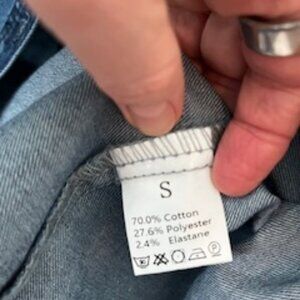 S
70.0% Cotton
27.6% Polyester
2.4% Elastane